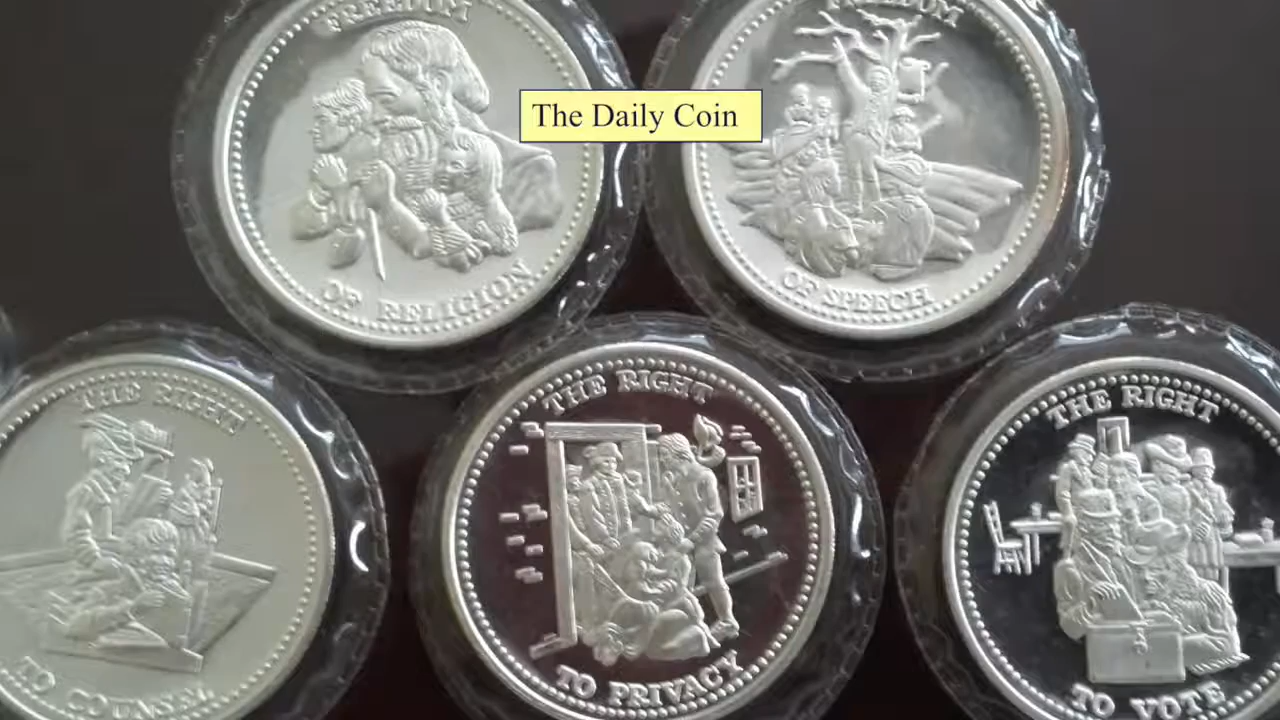 FREEDOM
OF RELIGION
The Daily Coin
FREEDOM
OF SPEECH
THE RIGHT
TO COUNSEL
THE RIGHT
TO PRIVACY
THE RIGHT
TO VOTE